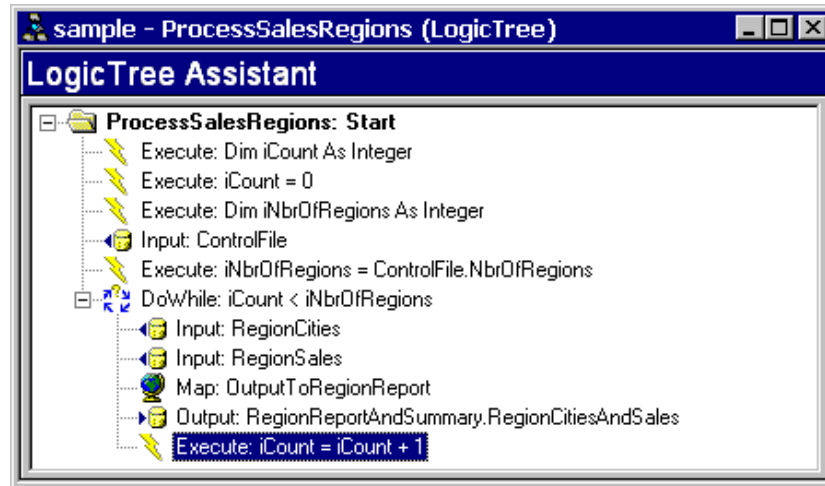 sample - ProcessSalesRegions (LogicTree)
LogicTree Assistant
ProcessSalesRegions: Start
Execute: Dim iCount As Integer
Execute: iCount = 0
Execute: Dim iNbrOfRegions As Integer
Input: ControlFile
Execute: iNbrOfRegions = ControlFile.NbrOfRegions
DoWhile: iCount < iNbrOfRegions
Input: RegionCities
Input: RegionSales
Map: OutputToRegionReport
Output: RegionReportAndSummary.RegionCitiesAndSales
Execute: iCount = iCount + 1